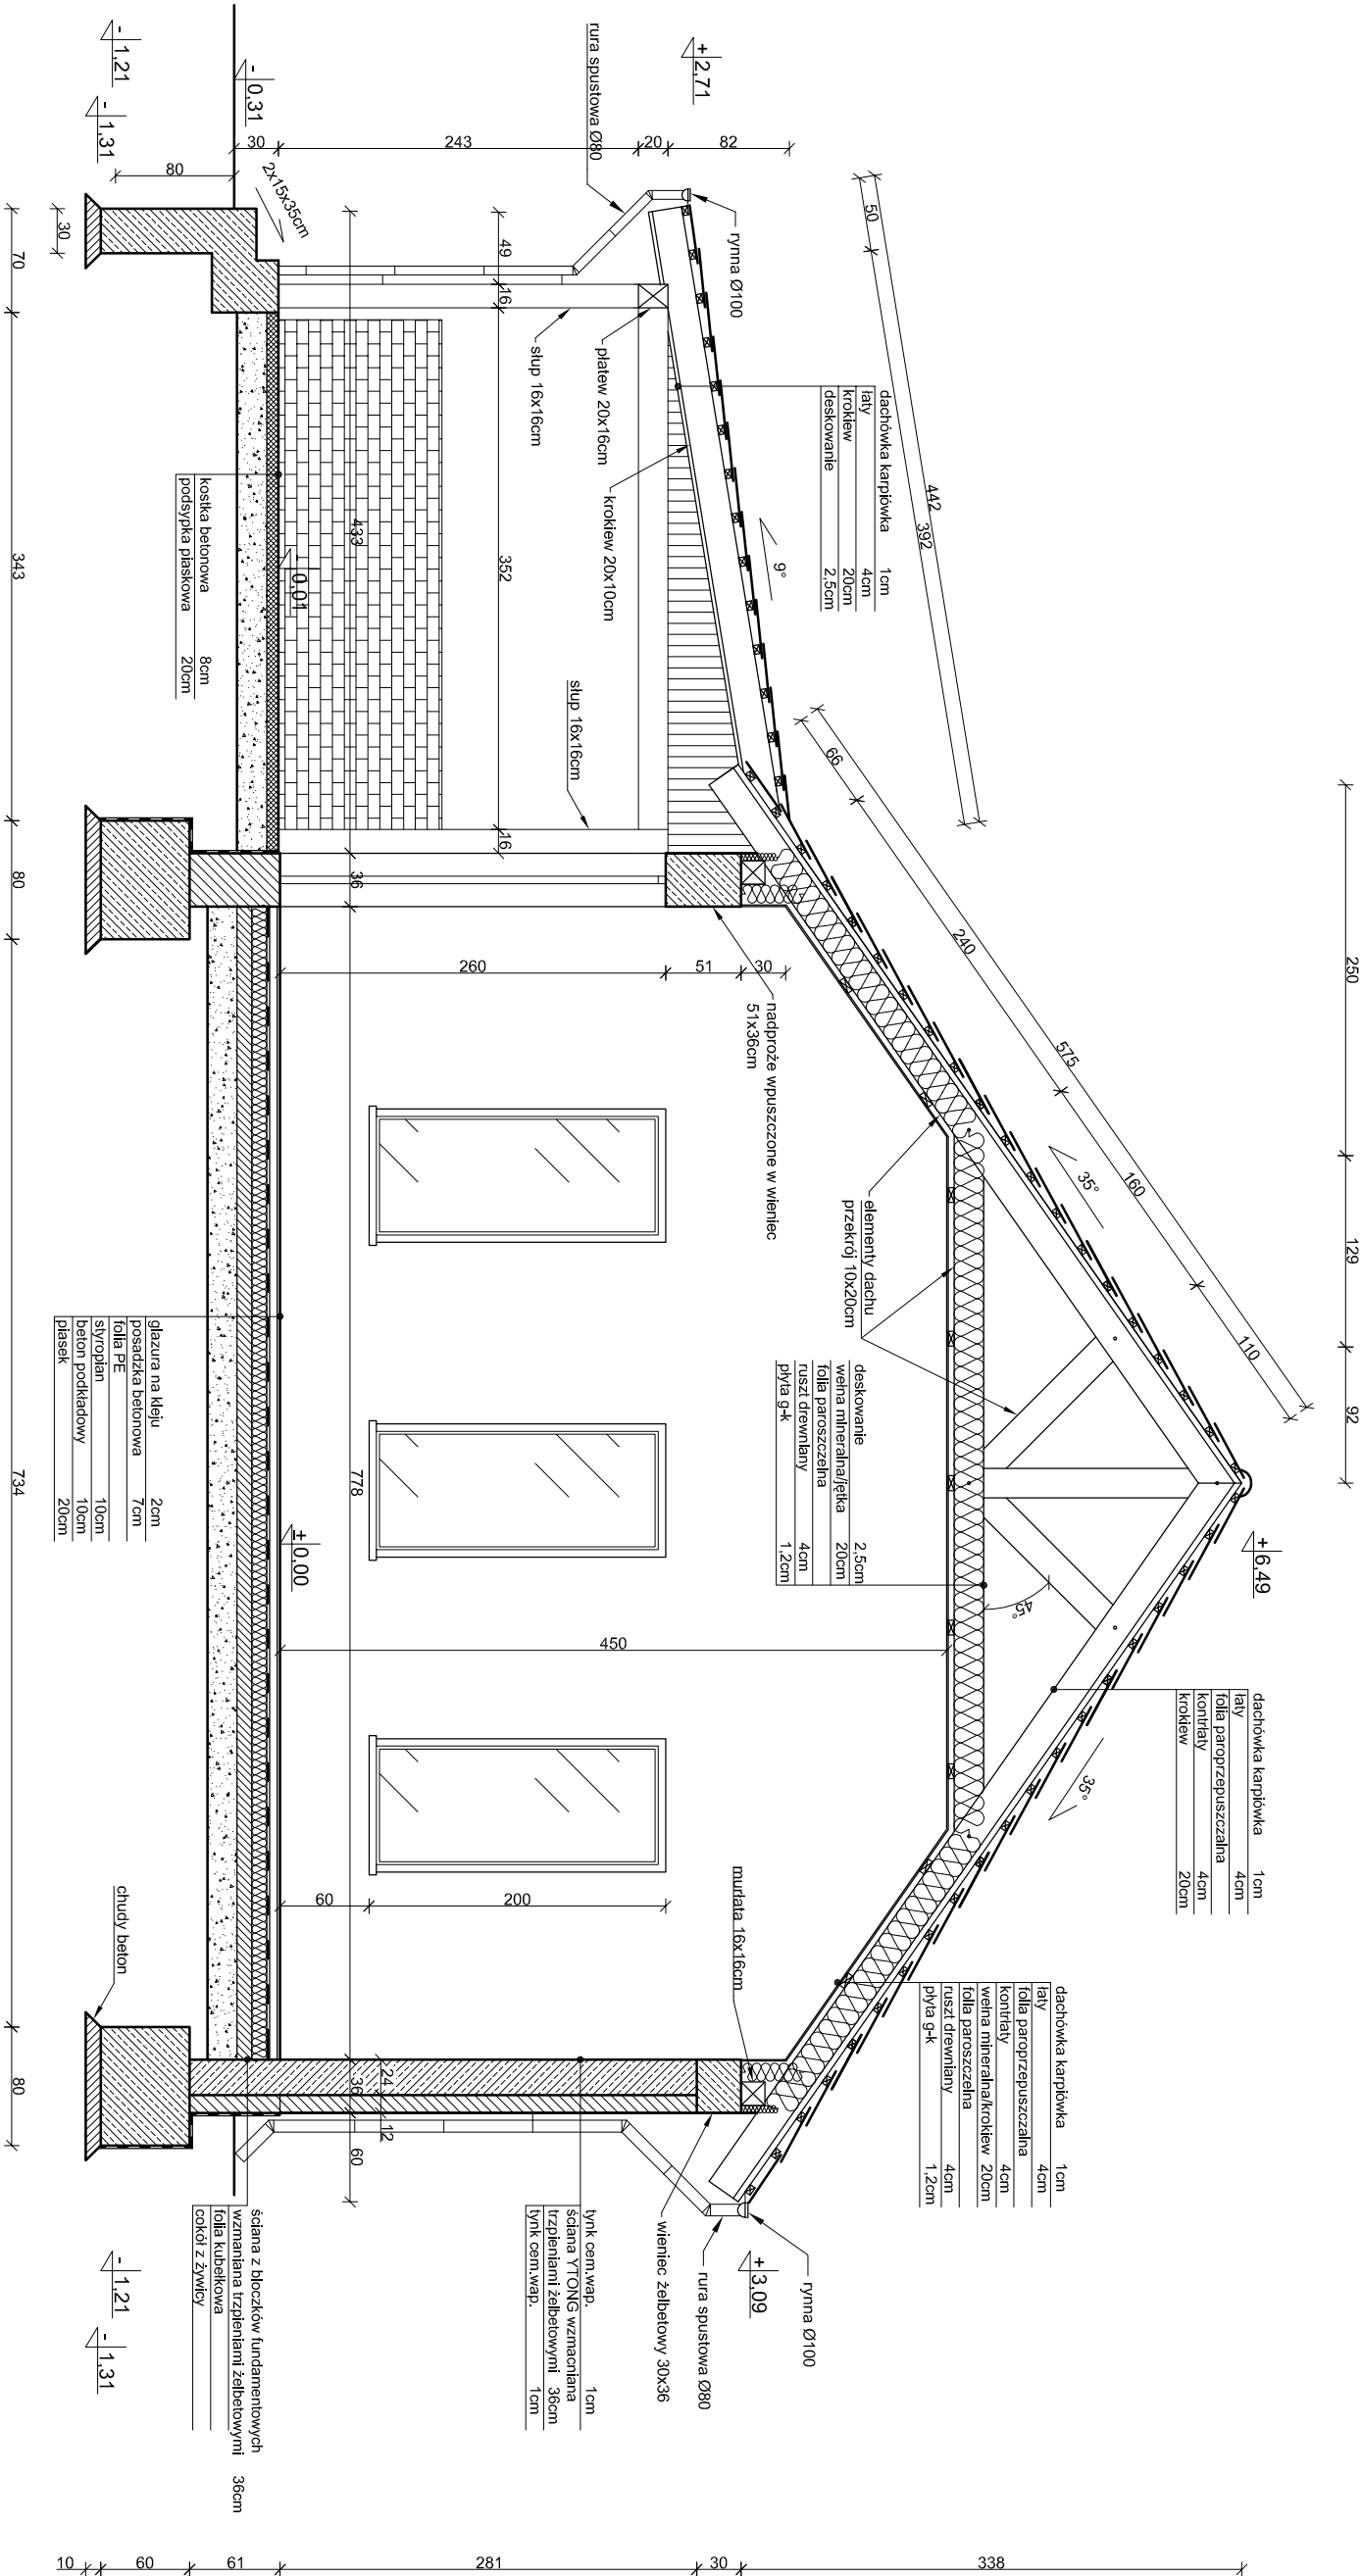 250
129
92
+6,49
dachówka karpiówka 1cm
łaty 4cm
folia paroprzepuszczalna
kontrłaty 4cm
krokiew 20cm
575
66
240
160
110
35°
35°
442
50
392
9°
dachówka karpiówka 1cm
łaty 4cm
krokiew 20cm
deskowanie 2,5cm
dachówka karpiówka 1cm
łaty 4cm
folia paroprzepuszczalna
kontrłaty 4cm
wełna mineralna/krokiew 20cm
folia paroszczelna
ruszt drewniany 4cm
płyta g-k 1,2cm
45°
elementy dachu
przekrój 10x20cm
deskowanie 2,5cm
wełna mineralna/jętka 20cm
folia paroszczelna
ruszt drewniany 4cm
płyta g-k 1,2cm
+2,71
rynna Ø100
rura spustowa Ø80
płatew 20x16cm
krokiew 20x10cm
słup 16x16cm
słup 16x16cm
nadproże wpuszczone w wieniec
51x36cm
murłata 16x16cm
+3,09
rynna Ø100
rura spustowa Ø80
wieniec żelbetowy 30x36
tynk cem.wap. 1cm
ściana YTONG wzmacniana
trzpieniami żelbetowymi 36cm
tynk cem.wap. 1cm
82
20
243
30
80
49
16
352
16
433
36
778
36
24
12
60
30
51
260
450
200
60
-0,01
±0,00
-0,31
-1,21
-1,31
2x15x35cm
30
kostka betonowa 8cm
podsypka piaskowa 20cm
glazura na kleju 2cm
posadzka betonowa 7cm
folia PE
styropian 10cm
beton podkładowy 10cm
piasek 20cm
chudy beton
ściana z bloczków fundamentowych
wzmaniana trzpieniami żelbetowymi 36cm
folia kubełkowa
cokół z żywicy
-1,21
-1,31
70
343
80
734
80
338
30
281
61
60
10